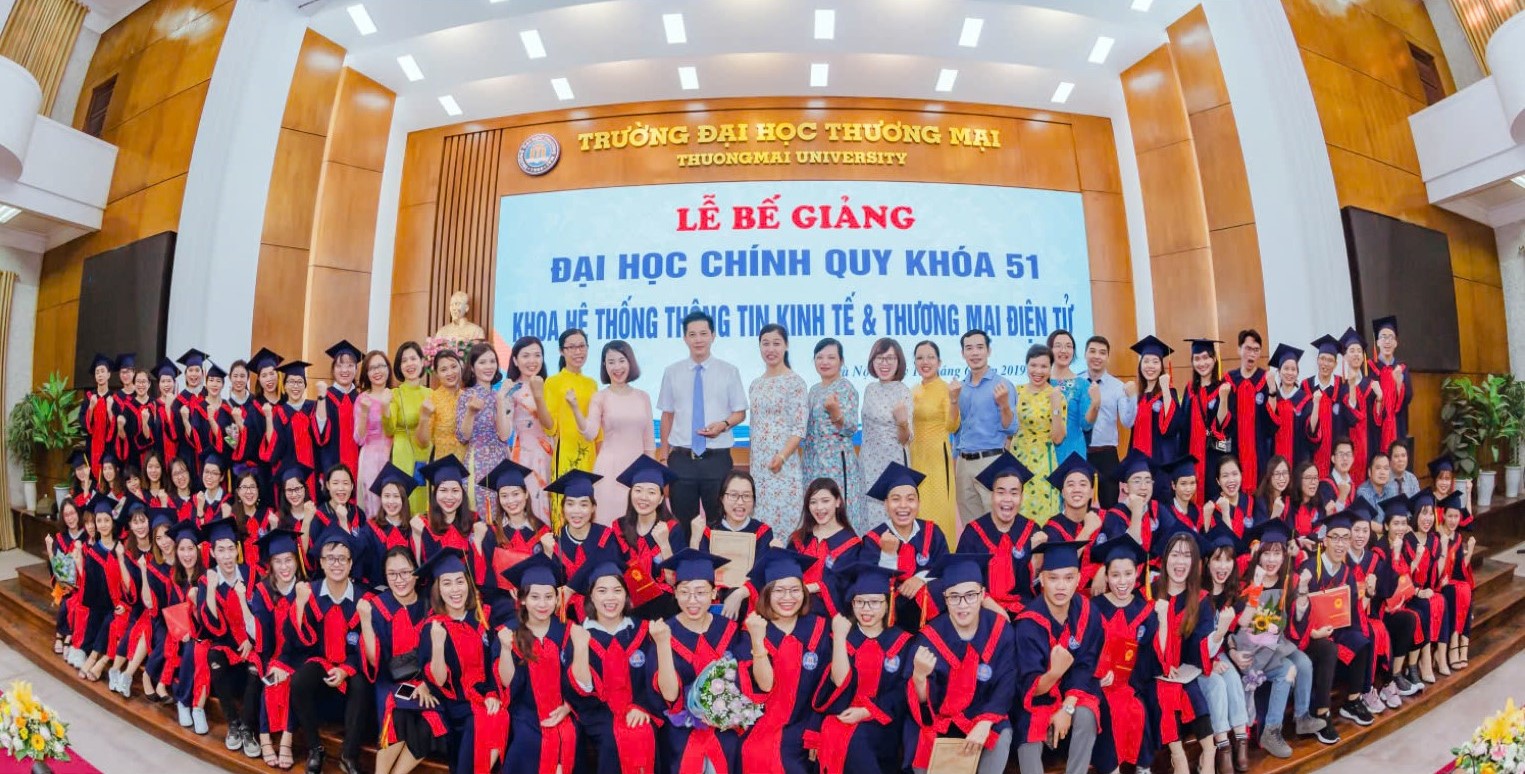 TRƯỜNG ĐẠI HỌC THƯƠNG MẠI
THUONGMAI UNIVERSITY
LỄ BẾ GIẢNG
ĐẠI HỌC CHÍNH QUY KHÓA 51
KHOA HỆ THỐNG THÔNG TIN KINH TẾ & THƯƠNG MẠI ĐIỆN TỬ
2019